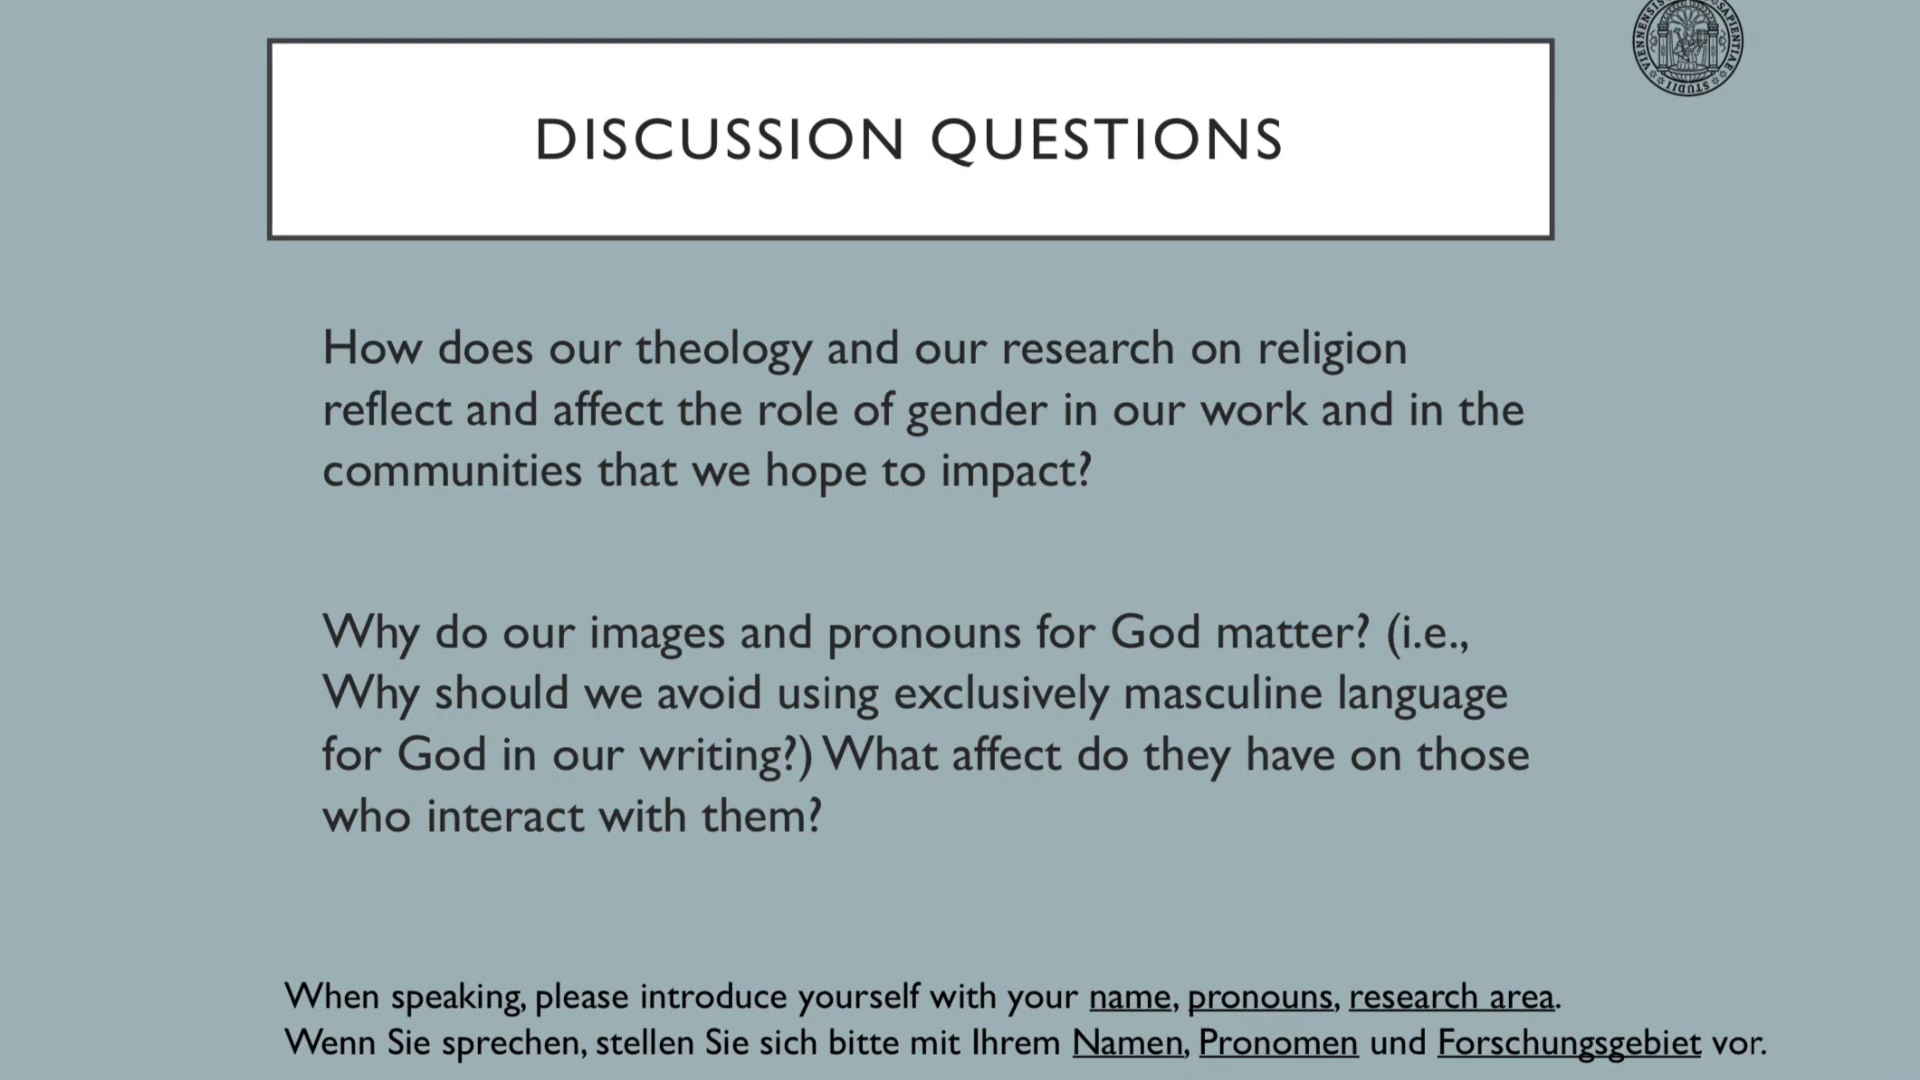 VIENNENSIS SAPIENTIAE STUDII
DISCUSSION QUESTIONS
How does our theology and our research on religion
reflect and affect the role of gender in our work and in the
communities that we hope to impact?
Why do our images and pronouns for God matter? (i.e.,
Why should we avoid using exclusively masculine language
for God in our writing?) What affect do they have on those
who interact with them?
When speaking, please introduce yourself with your name, pronouns, research area.
Wenn Sie sprechen, stellen Sie sich bitte mit Ihrem Namen, Pronomen und Forschungsgebiet vor.